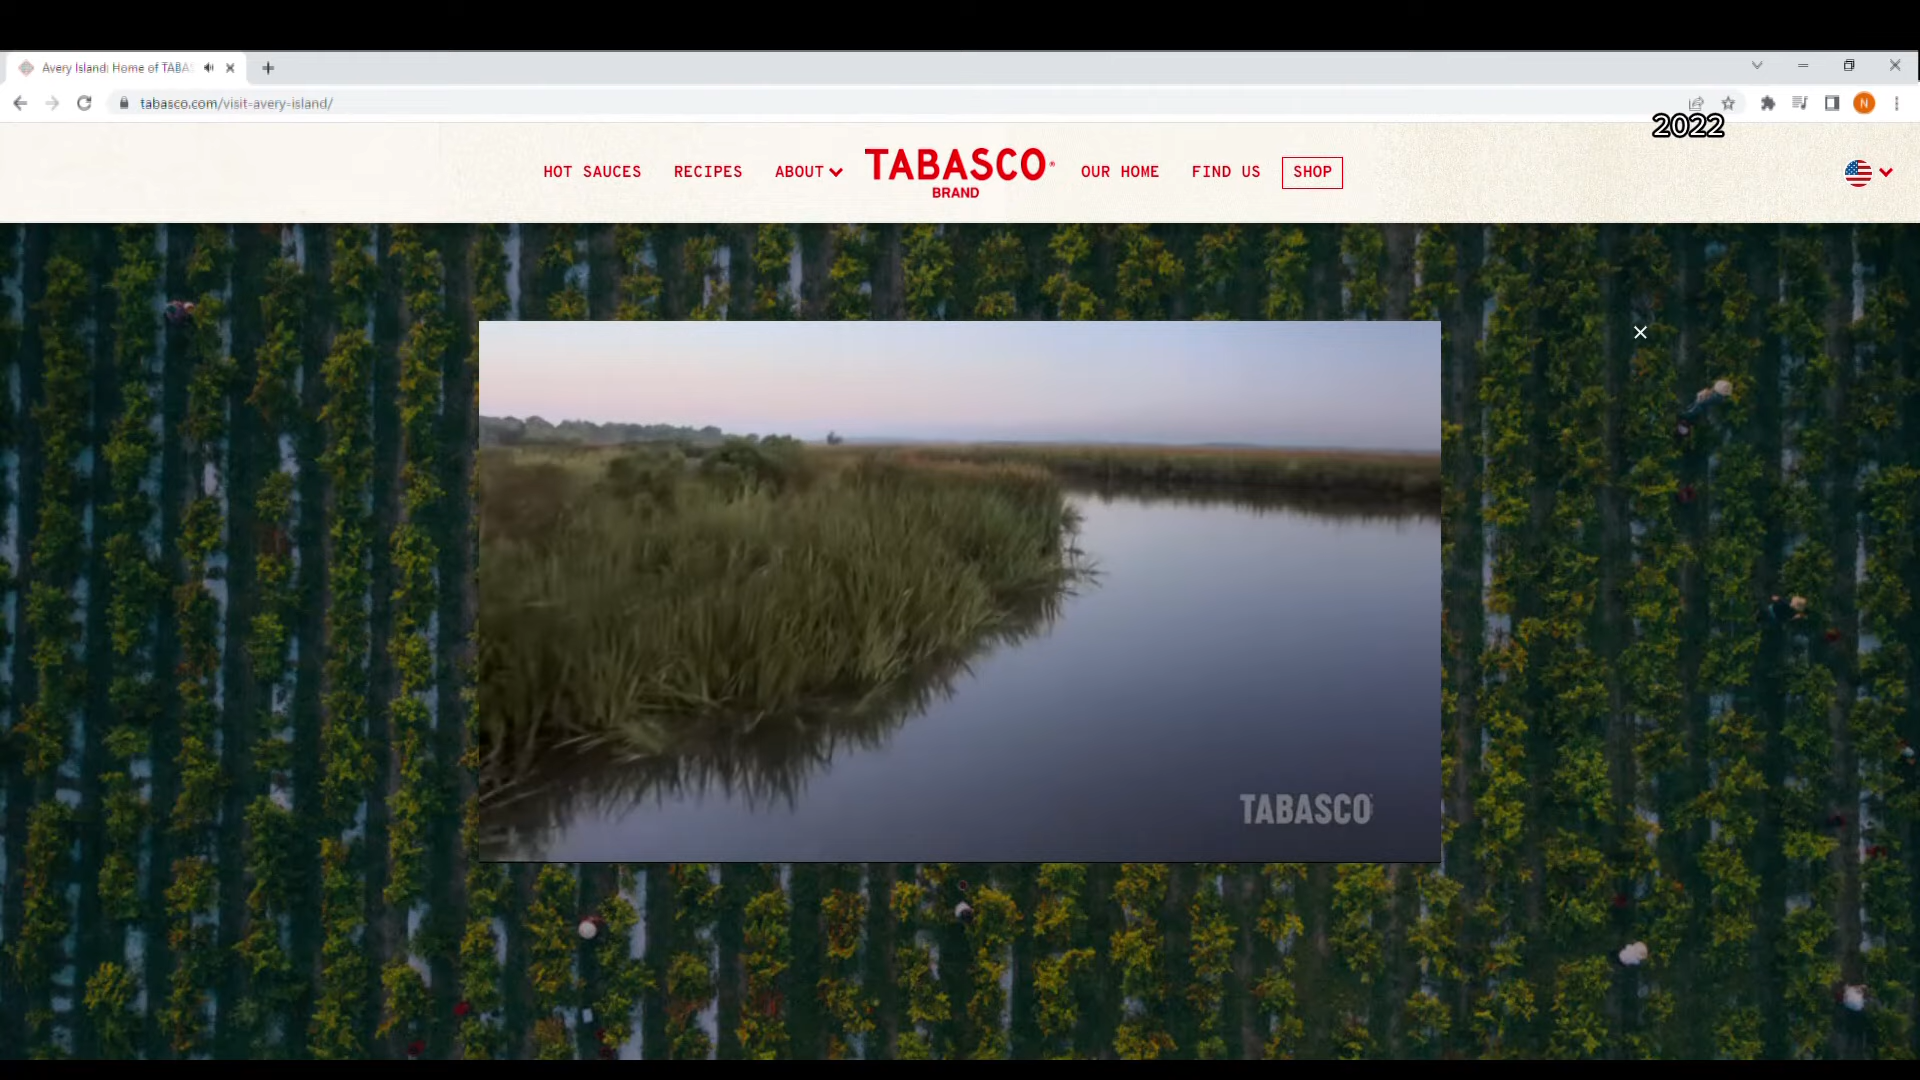 Avery Island: Home of TABAS
tabasco.com/visit-avery-island/
N
2022
HOT SAUCES
RECIPES
ABOUT
TABASCO®
BRAND
OUR HOME
FIND US
SHOP
TABASCO